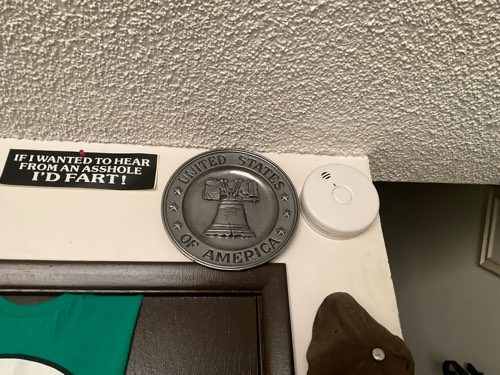 IF I WANTED TO HEAR
FROM AN ASSHOLE
I'D FART!
UNITED STATES
OF AMERICA